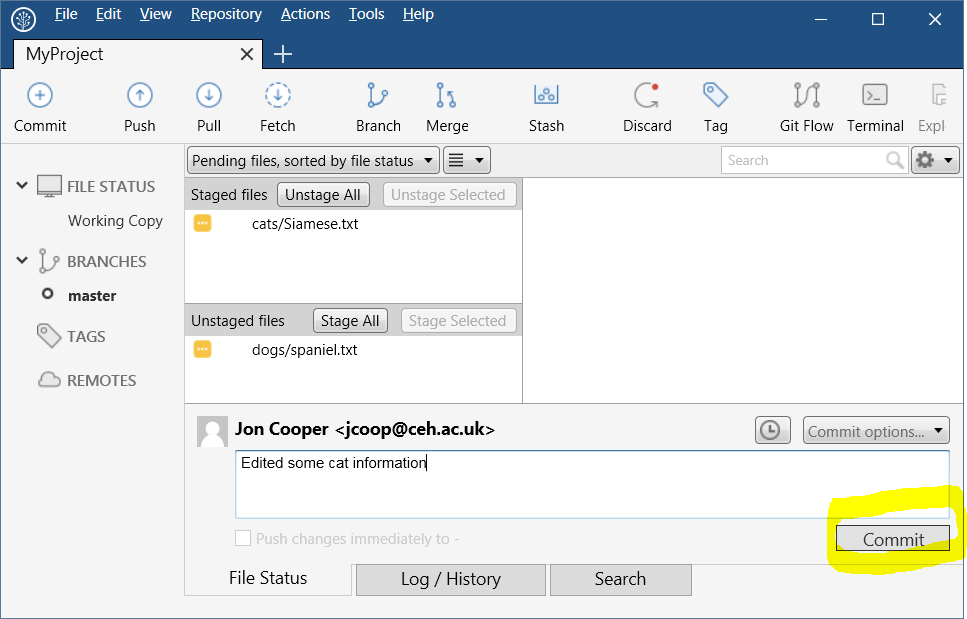 File Edit View Repository Actions Tools Help
MyProject
Commit Push Pull Fetch Branch Merge Stash Discard Tag Git Flow Terminal Expl
Pending files, sorted by file status
Search
FILE STATUS
Working Copy
BRANCHES
master
TAGS
REMOTES
Staged files Unstage All Unstage Selected
cats/Siamese.txt
Unstaged files Stage All Stage Selected
dogs/spaniel.txt
Jon Cooper <jcoop@ceh.ac.uk>
Commit options...
Edited some cat information
Push changes immediately to -
Commit
File Status Log / History Search